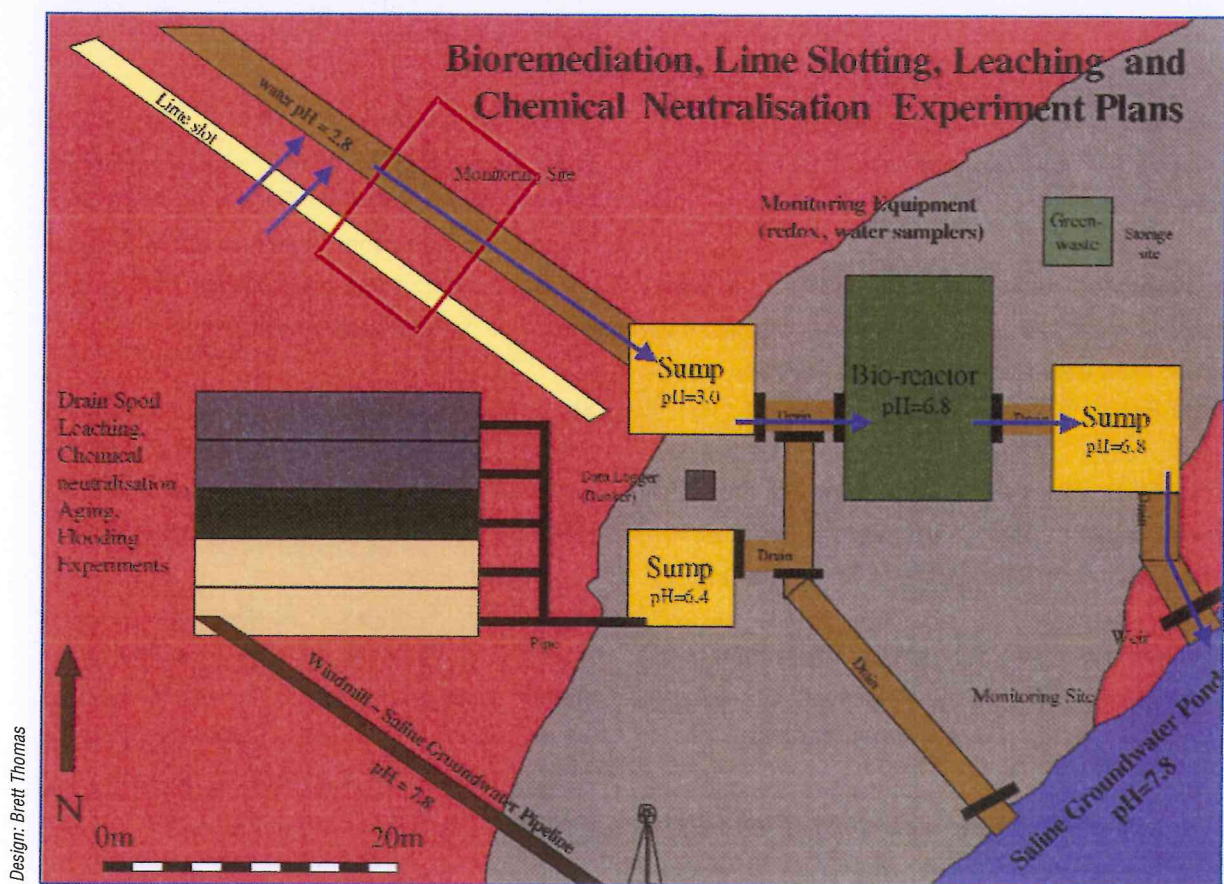 Bioremediation, Lime Slotting, Leaching and
Chemical Neutralisation Experiment Plans
Lime slot
water pH = 2.8
Monitoring Site
Monitoring Equipment
(redox, water samplers)
Green-
waste
Storage
site
Sump
pH=3.0
Drain
Bio-reactor
pH=6.8
Drain
Sump
pH=6.8
Drain
Drain Spoil
Leaching,
Chemical
neutralisation,
Aging,
Flooding
Experiments
Data Logger
(Bunker)
Sump
pH=6.4
Drain
Pipe
Drain
Weir
Monitoring Site
Windmill – Saline Groundwater Pipeline
pH = 7.8
Saline Groundwater Pond
pH=7.8
N
0m
20m
Design: Brett Thomas